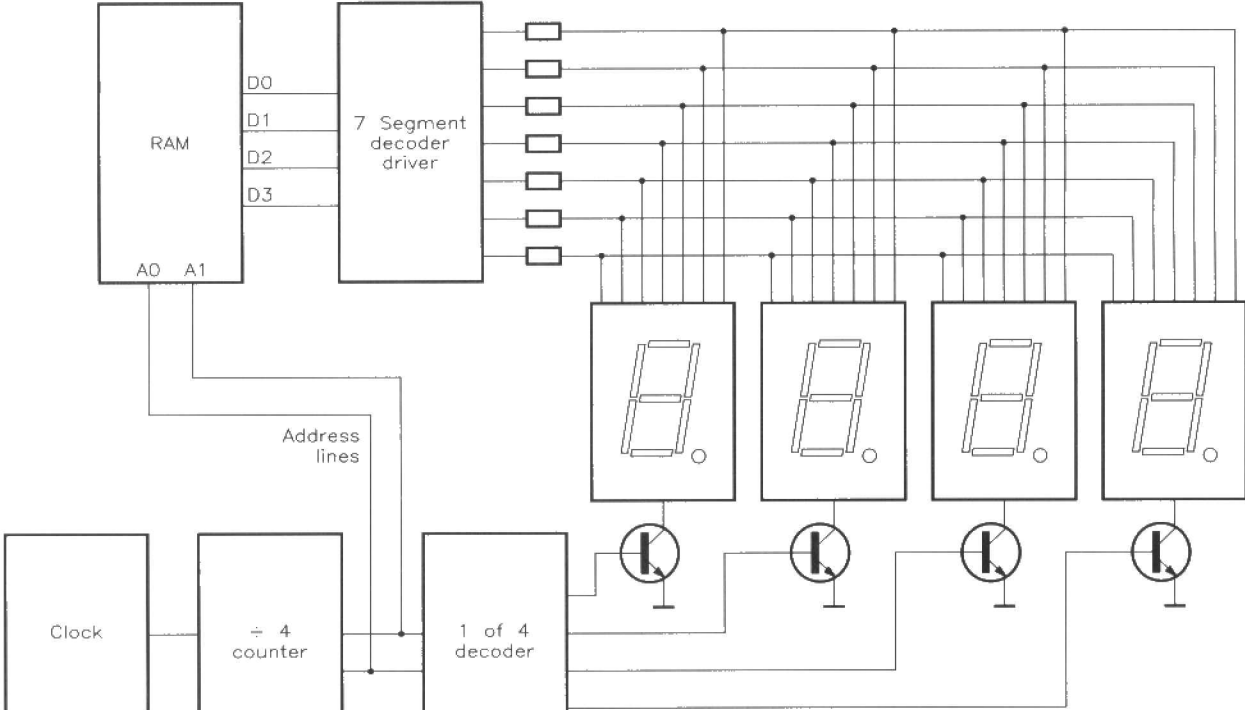 RAM
D0
D1
D2
D3
A0 A1
7 Segment
decoder
driver
Address
lines
Clock
÷ 4
counter
1 of 4
decoder